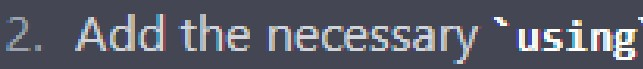 2. Add the necessary `using`